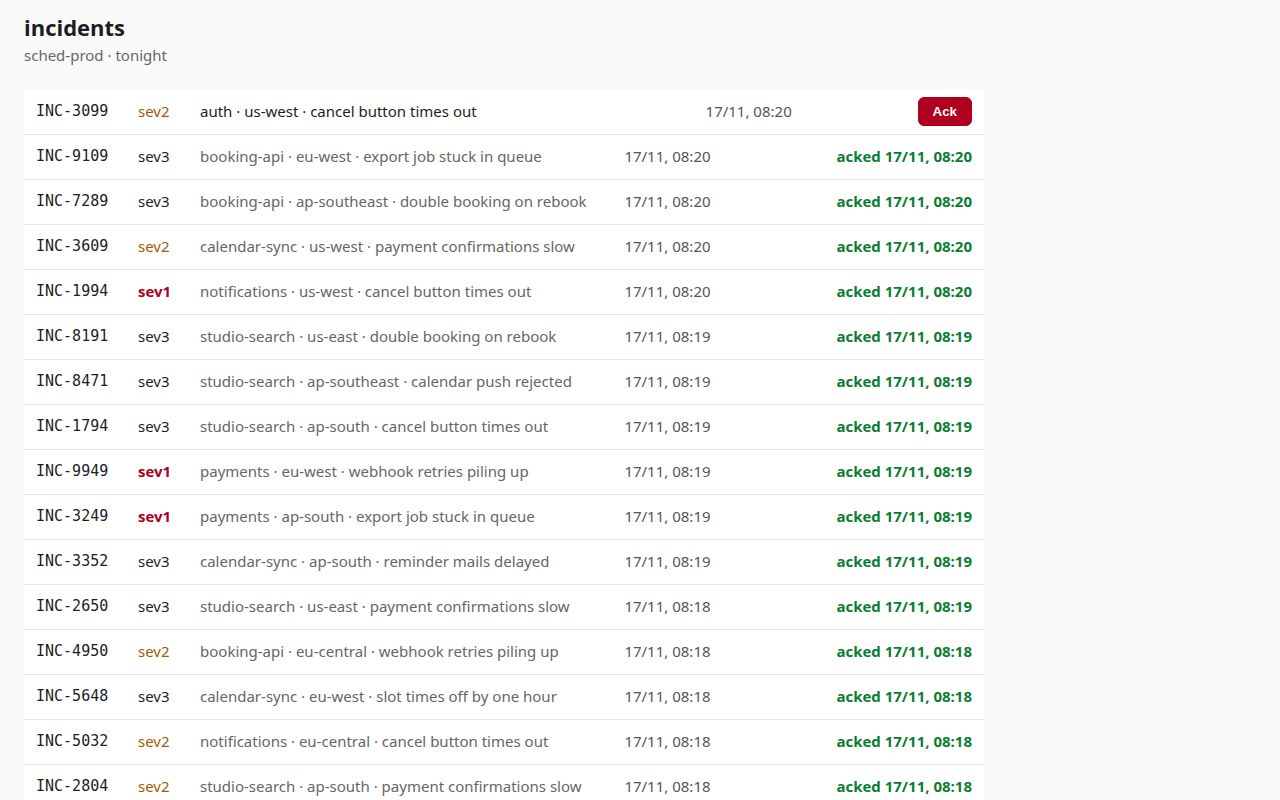 incidents
sched-prod · tonight
INC-3099 sev2 auth · us-west · cancel button times out 17/11, 08:20 Ack
INC-9109 sev3 booking-api · eu-west · export job stuck in queue 17/11, 08:20 acked 17/11, 08:20
INC-7289 sev3 booking-api · ap-southeast · double booking on rebook 17/11, 08:20 acked 17/11, 08:20
INC-3609 sev2 calendar-sync · us-west · payment confirmations slow 17/11, 08:20 acked 17/11, 08:20
INC-1994 sev1 notifications · us-west · cancel button times out 17/11, 08:20 acked 17/11, 08:20
INC-8191 sev3 studio-search · us-east · double booking on rebook 17/11, 08:19 acked 17/11, 08:19
INC-8471 sev3 studio-search · ap-southeast · calendar push rejected 17/11, 08:19 acked 17/11, 08:19
INC-1794 sev3 studio-search · ap-south · cancel button times out 17/11, 08:19 acked 17/11, 08:19
INC-9949 sev1 payments · eu-west · webhook retries piling up 17/11, 08:19 acked 17/11, 08:19
INC-3249 sev1 payments · ap-south · export job stuck in queue 17/11, 08:19 acked 17/11, 08:19
INC-3352 sev3 calendar-sync · ap-south · reminder mails delayed 17/11, 08:19 acked 17/11, 08:19
INC-2650 sev3 studio-search · us-east · payment confirmations slow 17/11, 08:18 acked 17/11, 08:19
INC-4950 sev2 booking-api · eu-central · webhook retries piling up 17/11, 08:18 acked 17/11, 08:18
INC-5648 sev3 calendar-sync · eu-west · slot times off by one hour 17/11, 08:18 acked 17/11, 08:18
INC-5032 sev2 notifications · eu-central · cancel button times out 17/11, 08:18 acked 17/11, 08:18
INC-2804 sev2 studio-search · ap-south · payment confirmations slow 17/11, 08:18 acked 17/11, 08:18